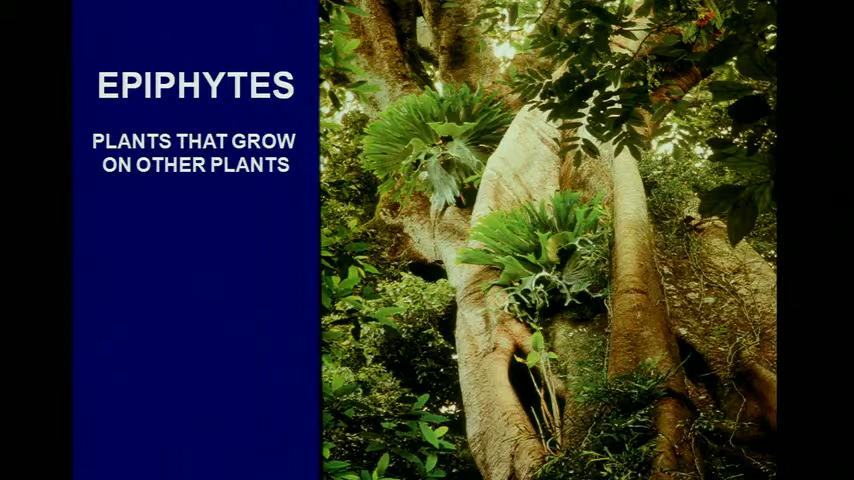 EPIPHYTES
PLANTS THAT GROW
ON OTHER PLANTS